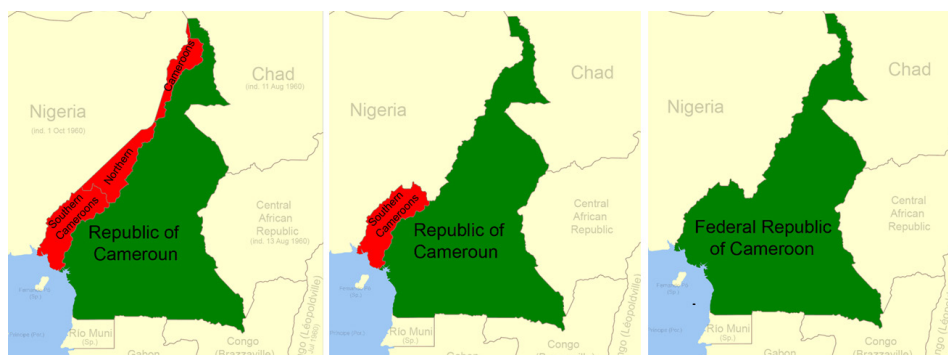 Cameroons
Northern
Southern
Cameroons
Republic of
Cameroun
Nigeria
(ind. 1 Oct 1960)
Chad
(ind. 11 Aug 1960)
Central
African
Republic
(ind. 13 Aug 1960)
Río Muni
(Sp.)
Gabon
Congo
(Brazzaville)
Southern
Cameroons
Republic of
Cameroun
Nigeria
Chad
Central
African
Republic
Río Muni
(Sp.)
Gabon
Congo
(Brazzaville)
Congo (Léopoldville)
Federal Republic
of Cameroon
Nigeria
Chad
Central
African
Republic
Río Muni
(Sp.)
Gabon
Congo
(Brazzaville)
Congo (Léopoldville)